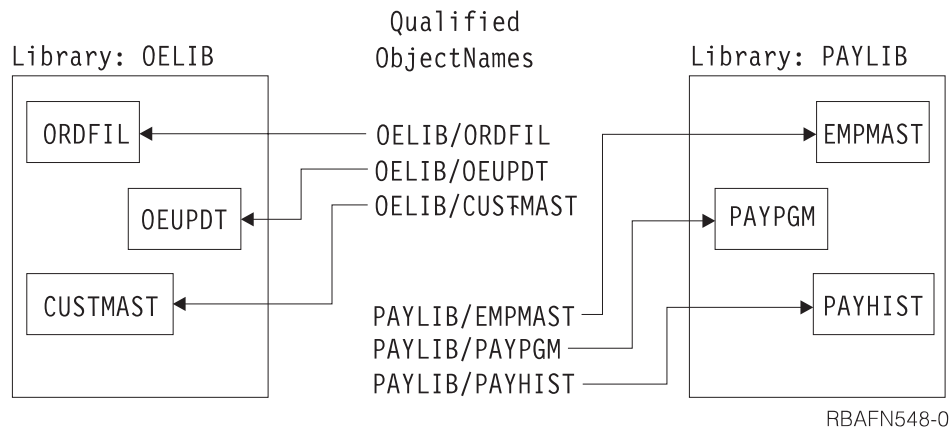 Qualified
ObjectNames
Library: OELIB
ORDFIL
OEUPDT
CUSTMAST
OELIB/ORDFIL
OELIB/OEUPDT
OELIB/CUSTMAST
PAYLIB/EMPMAST
PAYLIB/PAYPGM
PAYLIB/PAYHIST
Library: PAYLIB
EMPMAST
PAYPGM
PAYHIST
RBAFN548-0